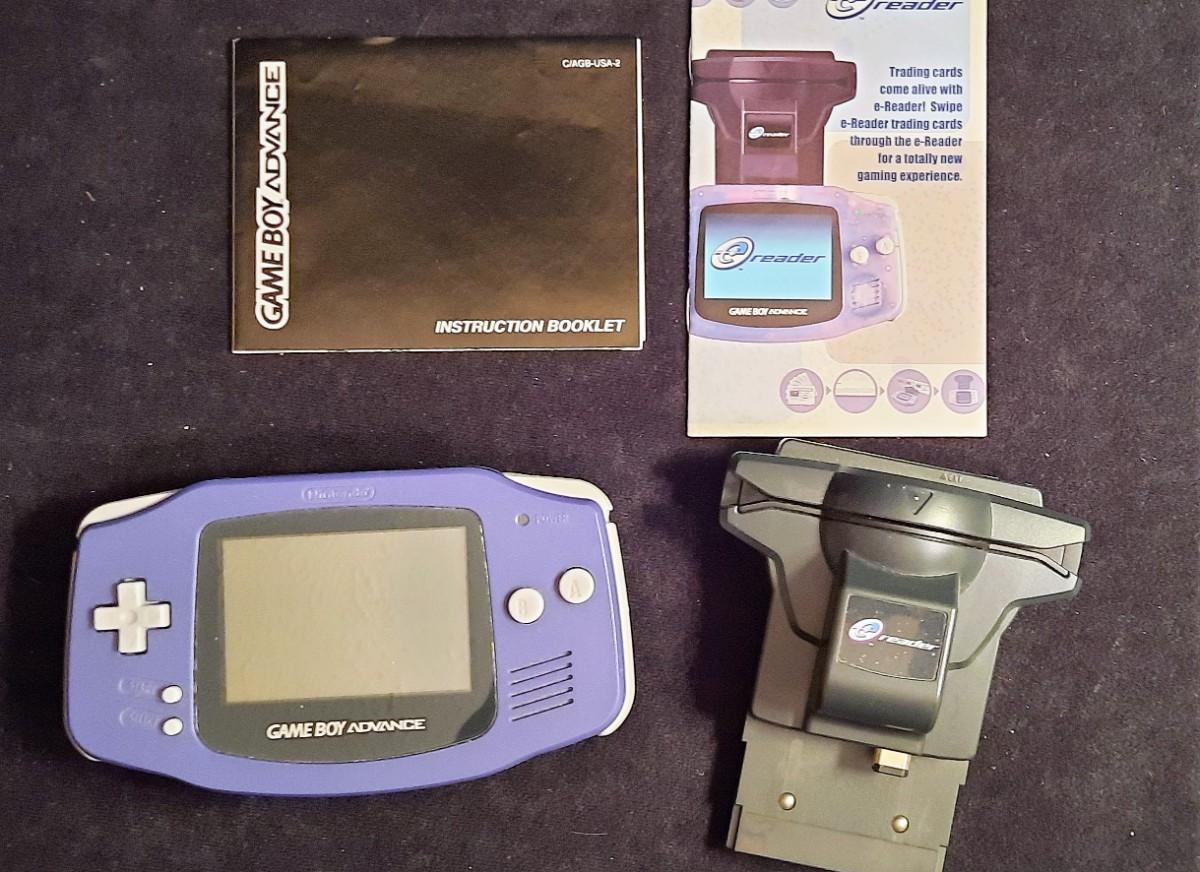 C/AGB-USA-2
GAME BOY ADVANCE
INSTRUCTION BOOKLET
e reader
Trading cards
come alive with
e-Reader! Swipe
e-Reader trading cards
through the e-Reader
for a totally new
gaming experience.
e reader
e reader
GAME BOY ADVANCE
Nintendo
POWER
B
A
GAME BOY ADVANCE
e reader